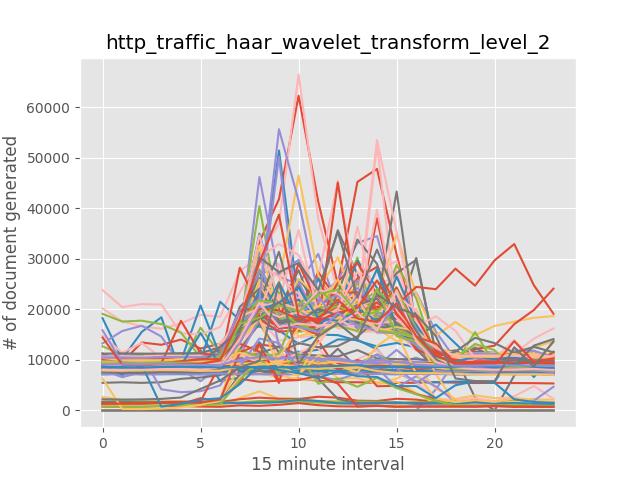 http_traffic_haar_wavelet_transform_level_2
# of document generated
60000
50000
40000
30000
20000
10000
0
0 5 10 15 20
15 minute interval